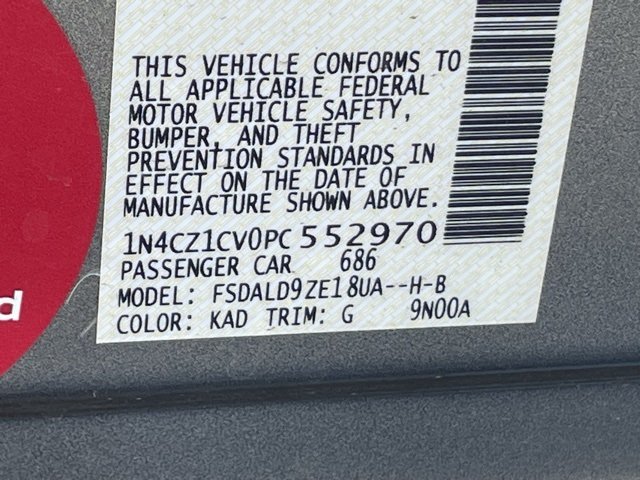 THIS VEHICLE CONFORMS TO
ALL APPLICABLE FEDERAL
MOTOR VEHICLE SAFETY,
BUMPER, AND THEFT
PREVENTION STANDARDS IN
EFFECT ON THE DATE OF
MANUFACTURE SHOWN ABOVE.
1N4CZ1CV0PC552970
PASSENGER CAR 686
MODEL: FSDALD9ZE18UA--H-B
COLOR: KAD TRIM: G 9N00A
d